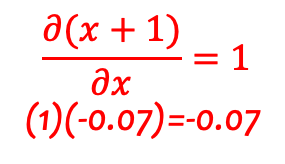 ∂(x + 1)/∂x = 1
(1)(-0.07)=-0.07